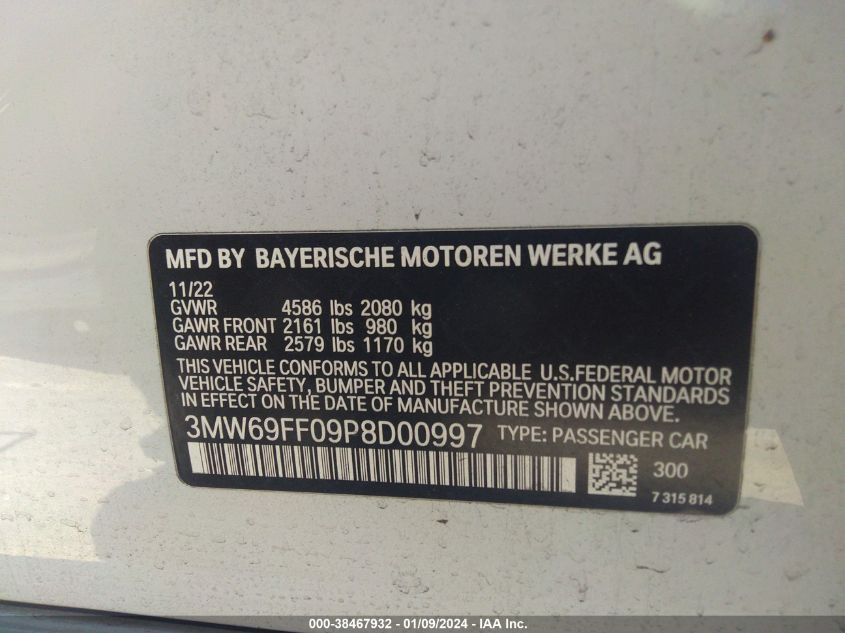 MFD BY BAYERISCHE MOTOREN WERKE AG
11/22
GVWR 4586 lbs 2080 kg
GAWR FRONT 2161 lbs 980 kg
GAWR REAR 2579 lbs 1170 kg
THIS VEHICLE CONFORMS TO ALL APPLICABLE U.S.FEDERAL MOTOR
VEHICLE SAFETY, BUMPER AND THEFT PREVENTION STANDARDS
IN EFFECT ON THE DATE OF MANUFACTURE SHOWN ABOVE.
3MW69FF09P8D00997 TYPE: PASSENGER CAR
300
7 315 814
000-38467932 - 01/09/2024 - IAA Inc.